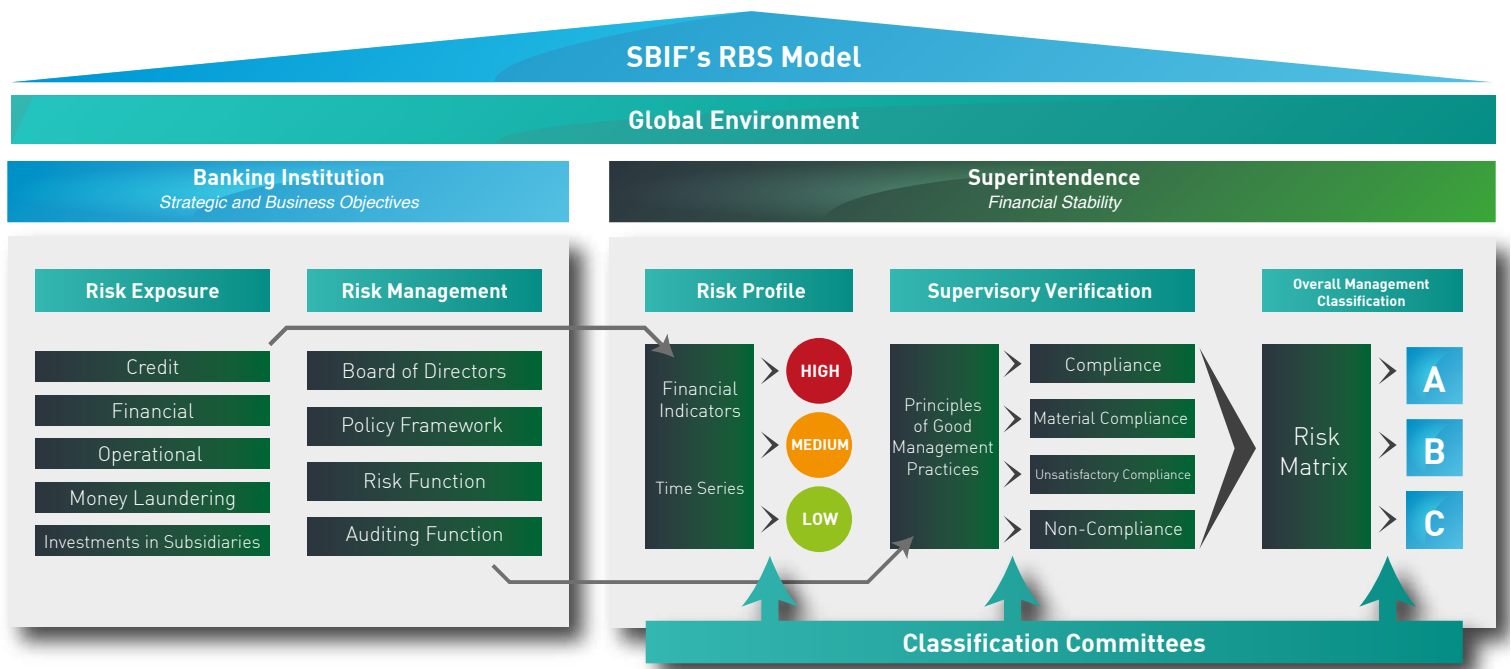 SBIF's RBS Model
Global Environment
Banking Institution
Strategic and Business Objectives
Superintendence
Financial Stability
Risk Exposure
Credit
Financial
Operational
Money Laundering
Investments in Subsidiaries
Risk Management
Board of Directors
Policy Framework
Risk Function
Auditing Function
Risk Profile
Financial
Indicators
Time Series
HIGH
MEDIUM
LOW
Supervisory Verification
Principles
of Good
Management
Practices
Compliance
Material Compliance
Unsatisfactory Compliance
Non-Compliance
Overall Management
Classification
Risk
Matrix
A
B
C
Classification Committees